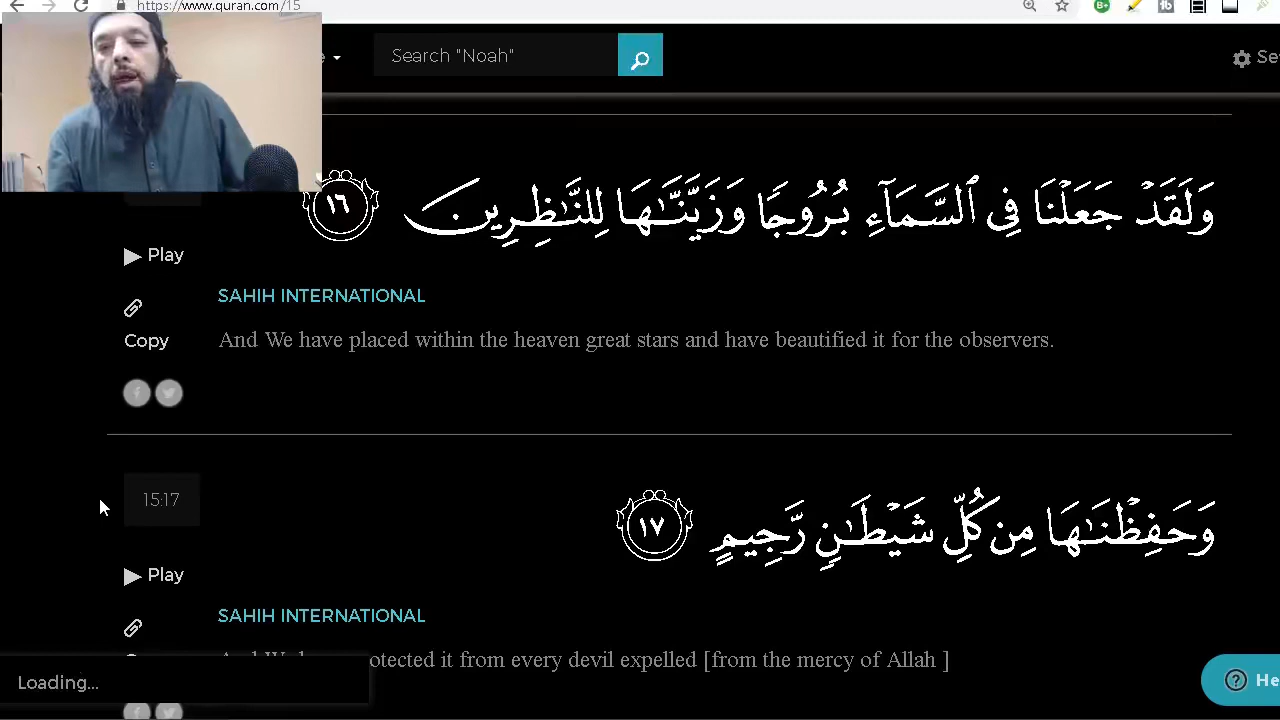 https://www.quran.com/15
Search "Noah"
وَلَقَدْ جَعَلْنَا فِى ٱلسَّمَآءِ بُرُوجًا وَزَيَّنَّـٰهَا لِلنَّـٰظِرِينَ ١٦
Play
SAHIH INTERNATIONAL
Copy
And We have placed within the heaven great stars and have beautified it for the observers.
15:17
وَحَفِظْنَـٰهَا مِن كُلِّ شَيْطَـٰنٍ رَّجِيمٍ ١٧
Play
SAHIH INTERNATIONAL
otected it from every devil expelled [from the mercy of Allah ]
Loading...